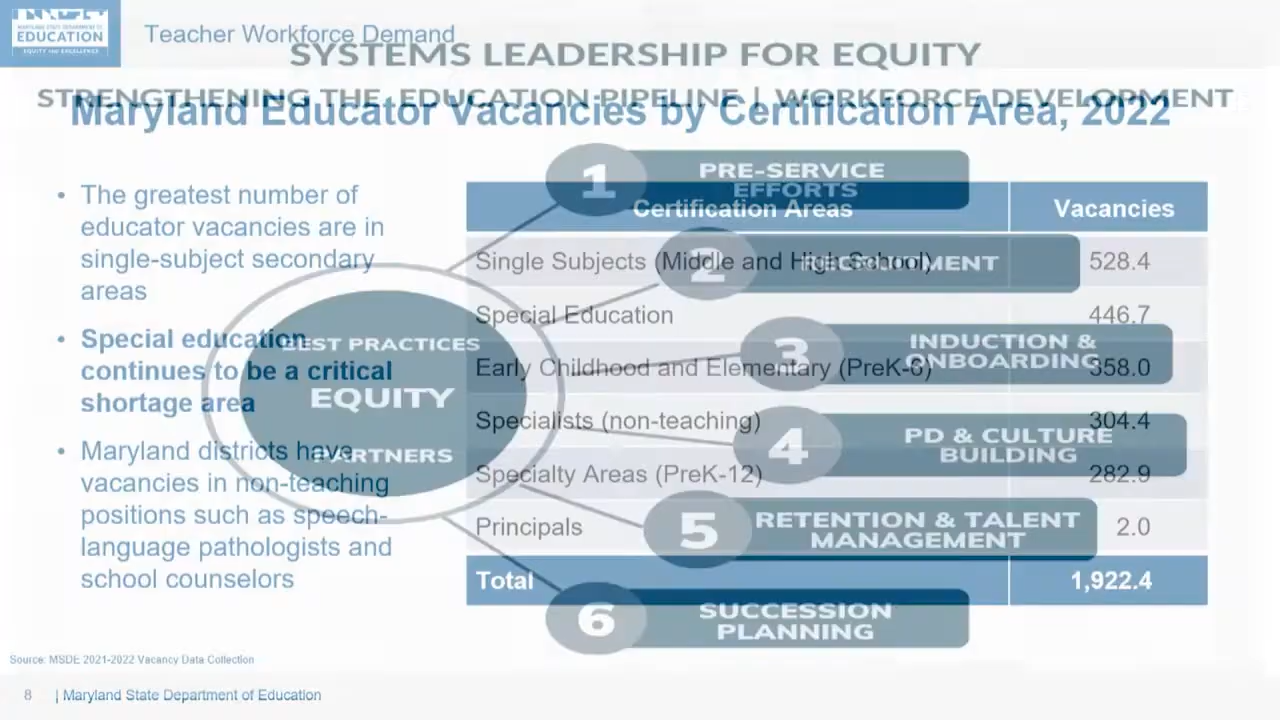 MARYLAND STATE DEPARTMENT OF
EDUCATION
EQUITY AND EXCELLENCE
Teacher Workforce Demand
SYSTEMS LEADERSHIP FOR EQUITY
STRENGTHENING THE EDUCATION PIPELINE | WORKFORCE DEVELOPMENT
Maryland Educator Vacancies by Certification Area, 2022
• The greatest number of
educator vacancies are in
single-subject secondary
areas
• Special education
continues to be a critical
shortage area
• Maryland districts have
vacancies in non-teaching
positions such as speech-
language pathologists and
school counselors
Certification Areas Vacancies
Single Subjects (Middle and High School) 528.4
Special Education 446.7
Early Childhood and Elementary (PreK-6) 358.0
Specialists (non-teaching) 304.4
Specialty Areas (PreK-12) 282.9
Principals 2.0
Total 1,922.4
BEST PRACTICES
EQUITY
PARTNERS
1 PRE-SERVICE
EFFORTS
2 RECRUITMENT
3 INDUCTION &
ONBOARDING
4 PD & CULTURE
BUILDING
5 RETENTION & TALENT
MANAGEMENT
6 SUCCESSION
PLANNING
Source: MSDE 2021-2022 Vacancy Data Collection
8 | Maryland State Department of Education